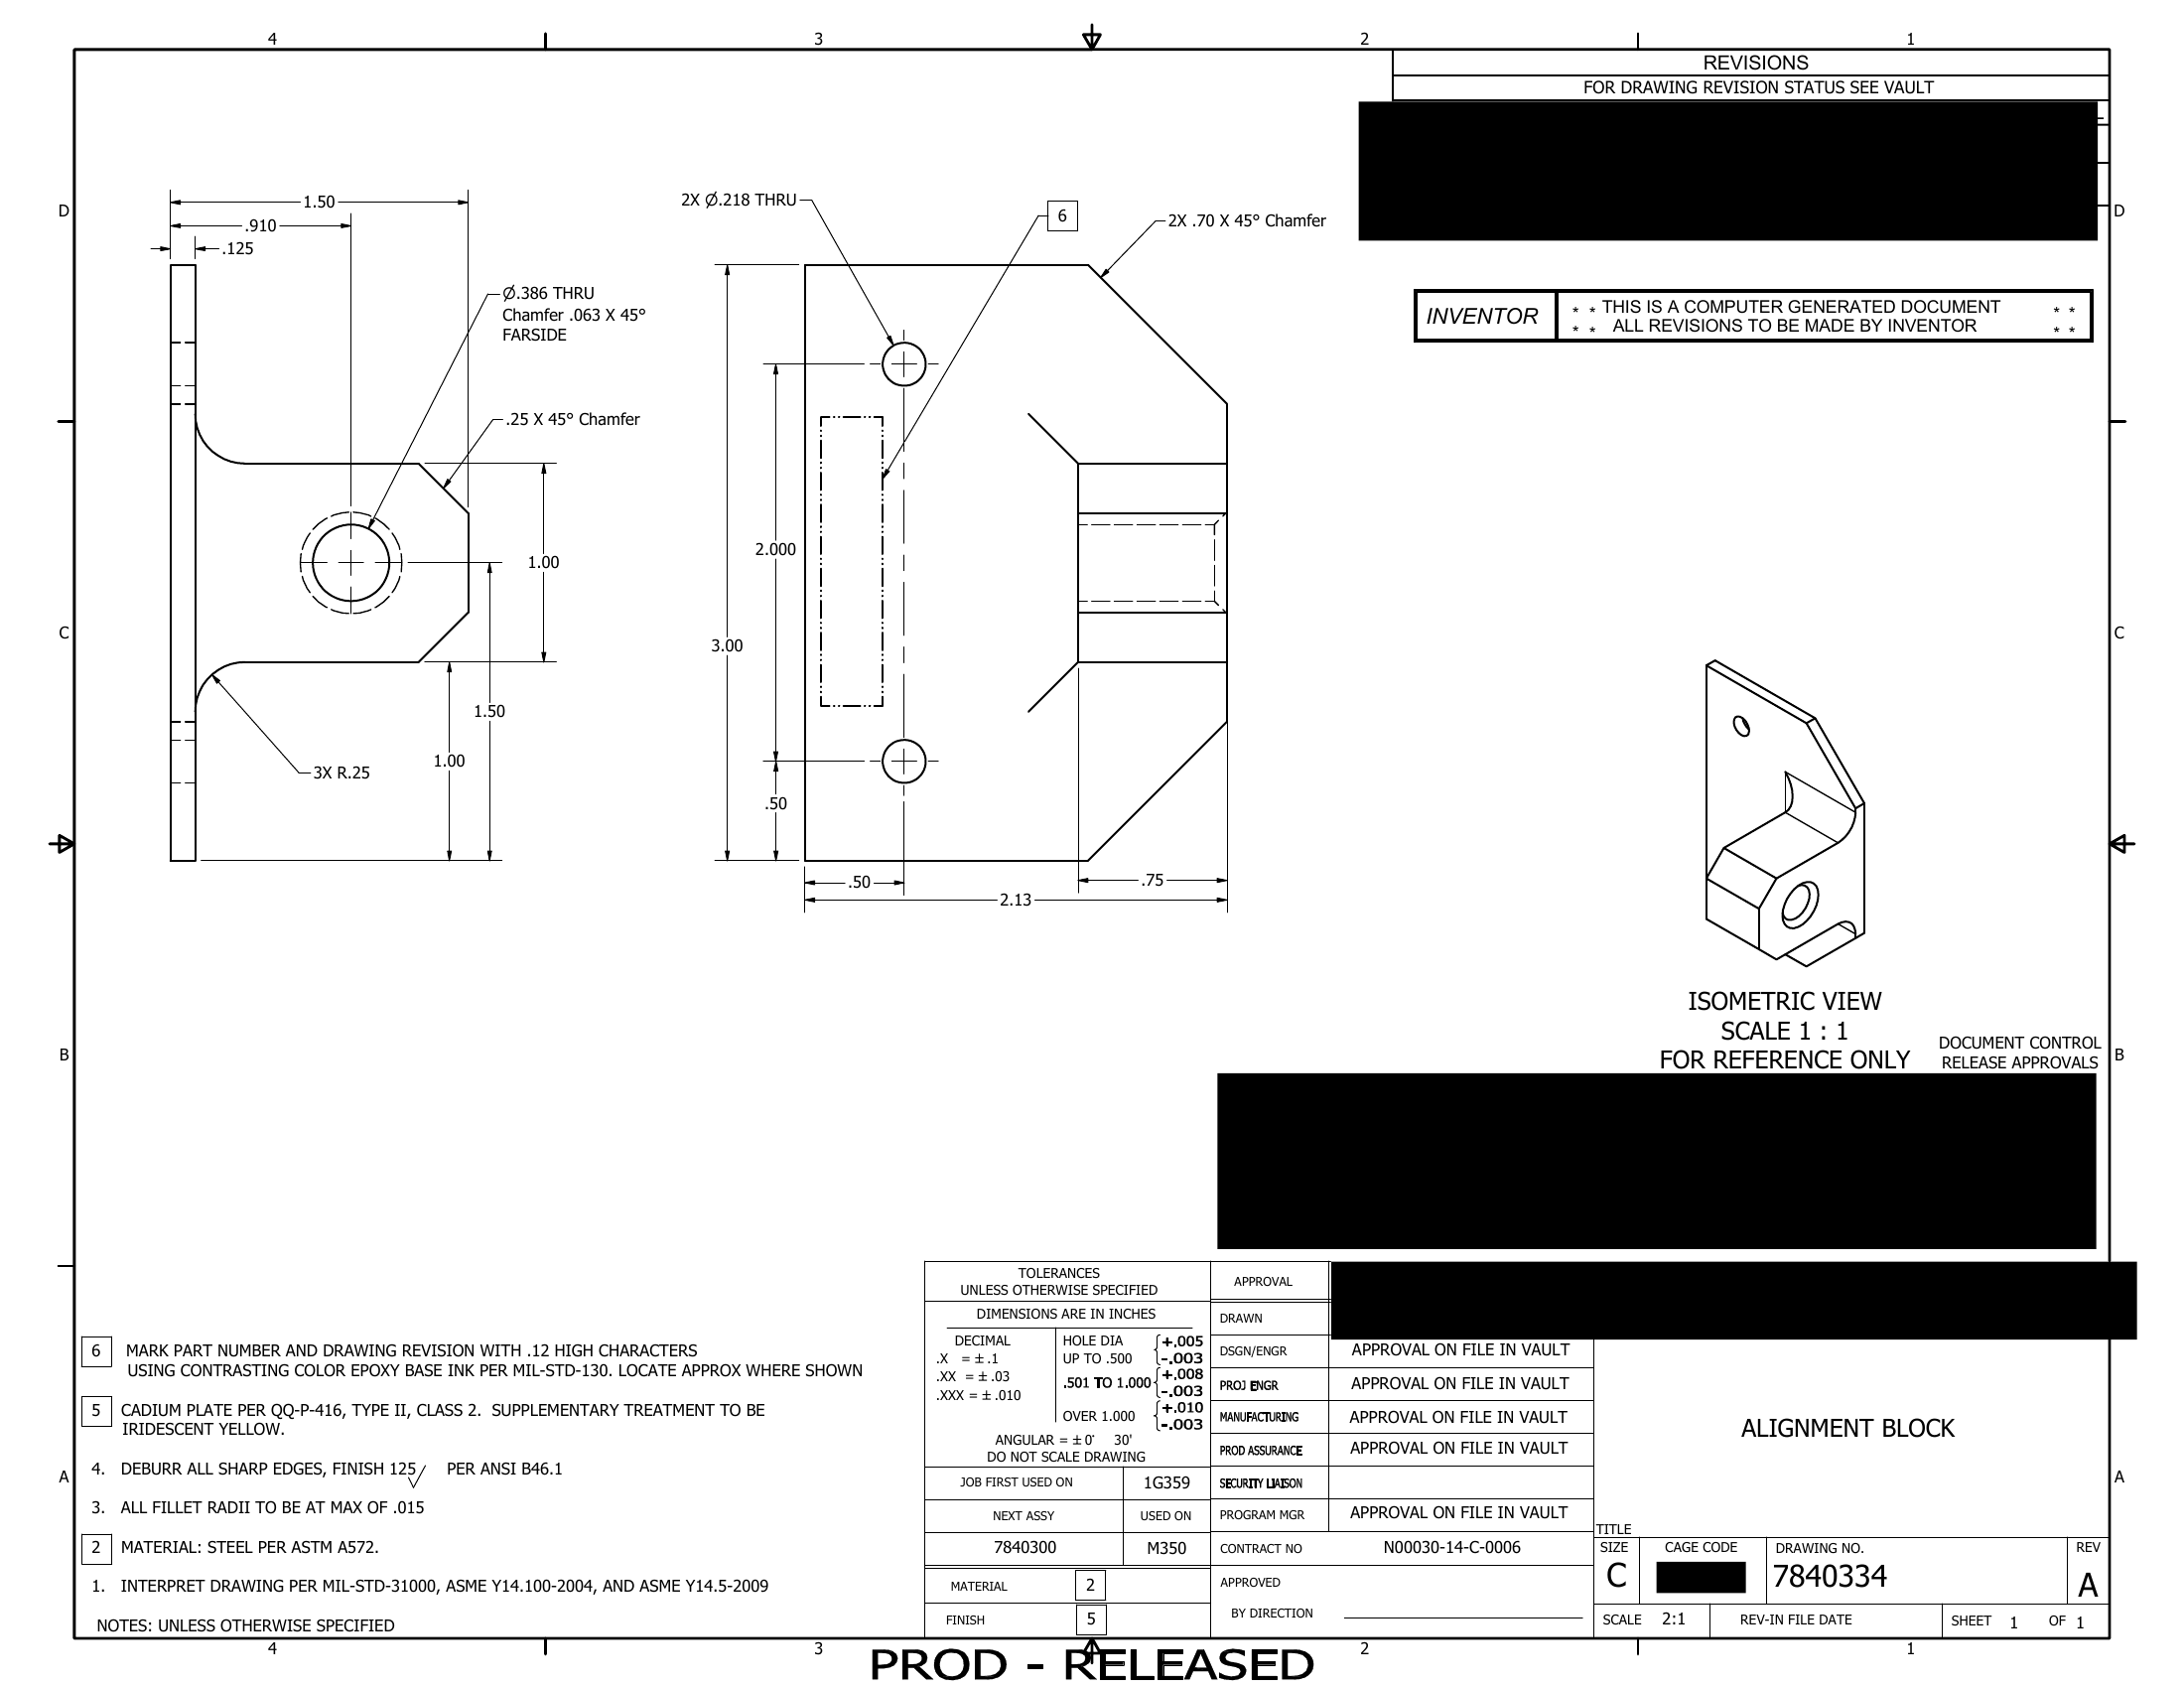 4 3 2 1
REVISIONS
FOR DRAWING REVISION STATUS SEE VAULT
D D
1.50
.910
.125
Ø.386 THRU
Chamfer .063 X 45°
FARSIDE
.25 X 45° Chamfer
1.00
1.50
1.00
3X R.25
2X Ø.218 THRU
6
2X .70 X 45° Chamfer
2.000
3.00
.50
.50
.75
2.13
INVENTOR
* * THIS IS A COMPUTER GENERATED DOCUMENT * *
* * ALL REVISIONS TO BE MADE BY INVENTOR * *
C C
ISOMETRIC VIEW
SCALE 1 : 1
FOR REFERENCE ONLY
DOCUMENT CONTROL
RELEASE APPROVALS
B B
6 MARK PART NUMBER AND DRAWING REVISION WITH .12 HIGH CHARACTERS
USING CONTRASTING COLOR EPOXY BASE INK PER MIL-STD-130. LOCATE APPROX WHERE SHOWN
5 CADIUM PLATE PER QQ-P-416, TYPE II, CLASS 2. SUPPLEMENTARY TREATMENT TO BE
IRIDESCENT YELLOW.
4. DEBURR ALL SHARP EDGES, FINISH 125 PER ANSI B46.1
3. ALL FILLET RADII TO BE AT MAX OF .015
2 MATERIAL: STEEL PER ASTM A572.
1. INTERPRET DRAWING PER MIL-STD-31000, ASME Y14.100-2004, AND ASME Y14.5-2009
NOTES: UNLESS OTHERWISE SPECIFIED
A A
TOLERANCES
UNLESS OTHERWISE SPECIFIED
DIMENSIONS ARE IN INCHES
DECIMAL
.X = ± .1
.XX = ± .03
.XXX = ± .010
HOLE DIA
UP TO .500
+.005
-.003
.501 TO 1.000
+.008
-.003
OVER 1.000
+.010
-.003
ANGULAR = ± 0° 30'
DO NOT SCALE DRAWING
JOB FIRST USED ON 1G359
NEXT ASSY USED ON
7840300 M350
MATERIAL 2
FINISH 5
APPROVAL
DRAWN
DSGN/ENGR APPROVAL ON FILE IN VAULT
PROJ ENGR APPROVAL ON FILE IN VAULT
MANUFACTURING APPROVAL ON FILE IN VAULT
PROD ASSURANCE APPROVAL ON FILE IN VAULT
SECURITY LIAISON
PROGRAM MGR APPROVAL ON FILE IN VAULT
CONTRACT NO N00030-14-C-0006
APPROVED
BY DIRECTION
ALIGNMENT BLOCK
TITLE
SIZE C
CAGE CODE
DRAWING NO. 7840334
REV A
SCALE 2:1
REV-IN FILE DATE
SHEET 1 OF 1
4 3 2 1
PROD - RELEASED